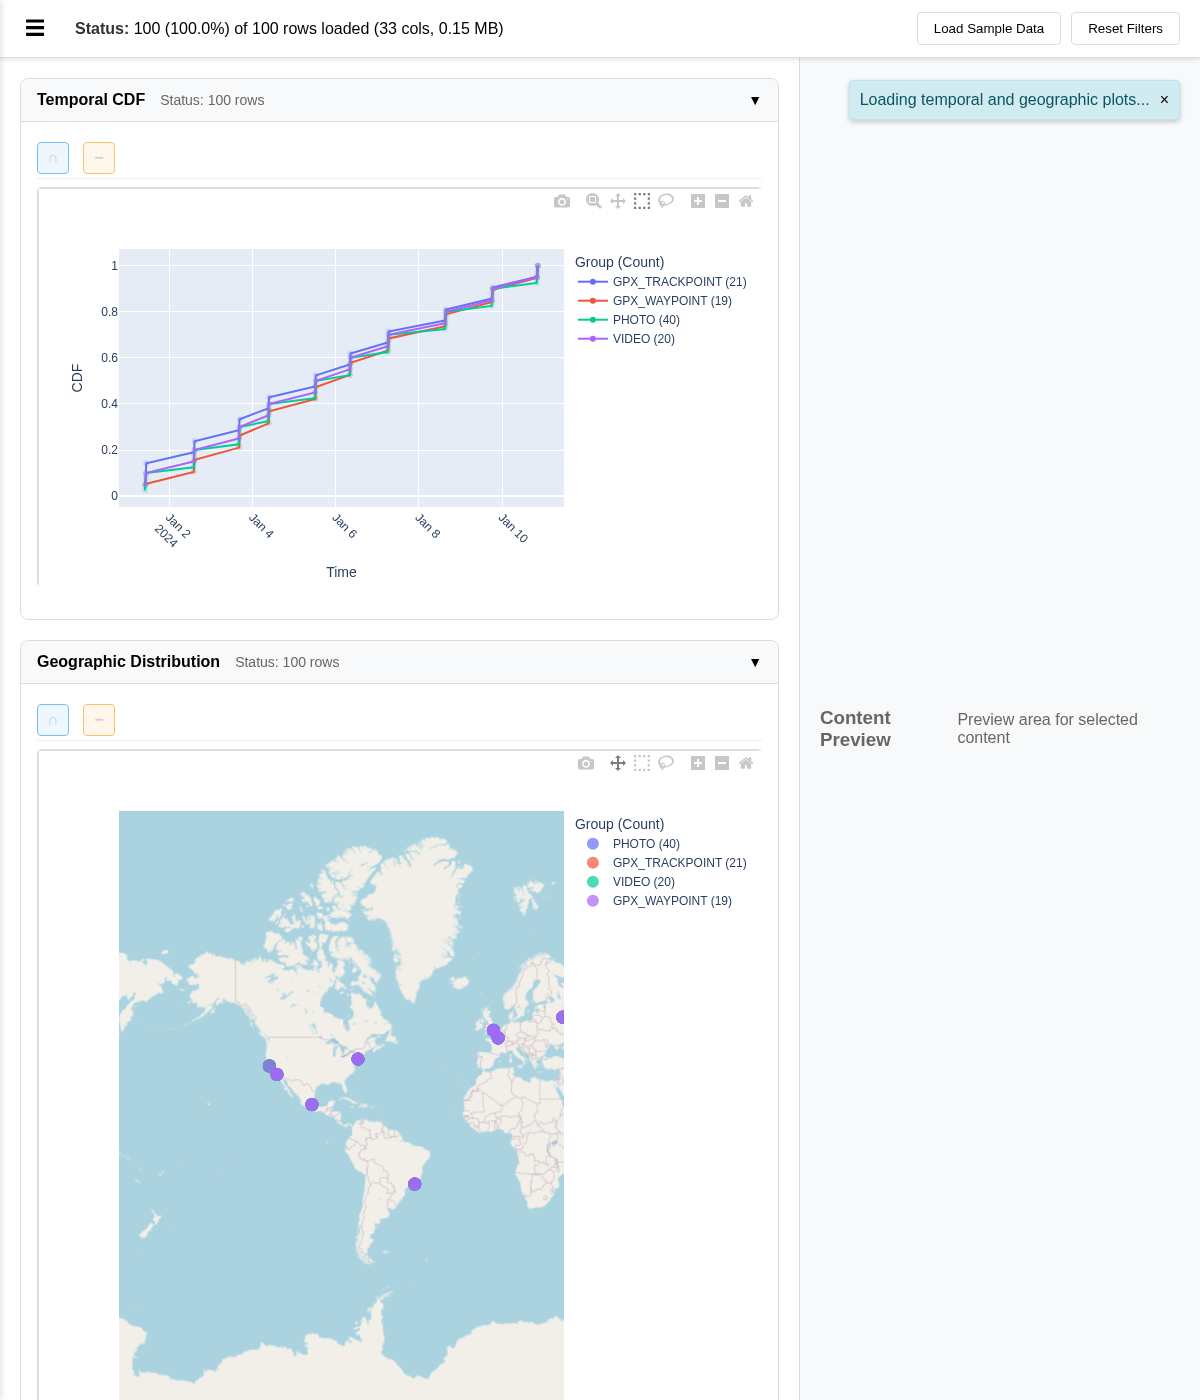 Status: 100 (100.0%) of 100 rows loaded (33 cols, 0.15 MB)
Load Sample Data
Reset Filters
Temporal CDF
Status: 100 rows
▼
Loading temporal and geographic plots...
×
∩
−
1
0.8
0.6
0.4
0.2
0
CDF
Jan 2
2024
Jan 4
Jan 6
Jan 8
Jan 10
Time
Group (Count)
GPX_TRACKPOINT (21)
GPX_WAYPOINT (19)
PHOTO (40)
VIDEO (20)
Geographic Distribution
Status: 100 rows
▼
∩
−
Content
Preview
Preview area for selected
content
Group (Count)
PHOTO (40)
GPX_TRACKPOINT (21)
VIDEO (20)
GPX_WAYPOINT (19)